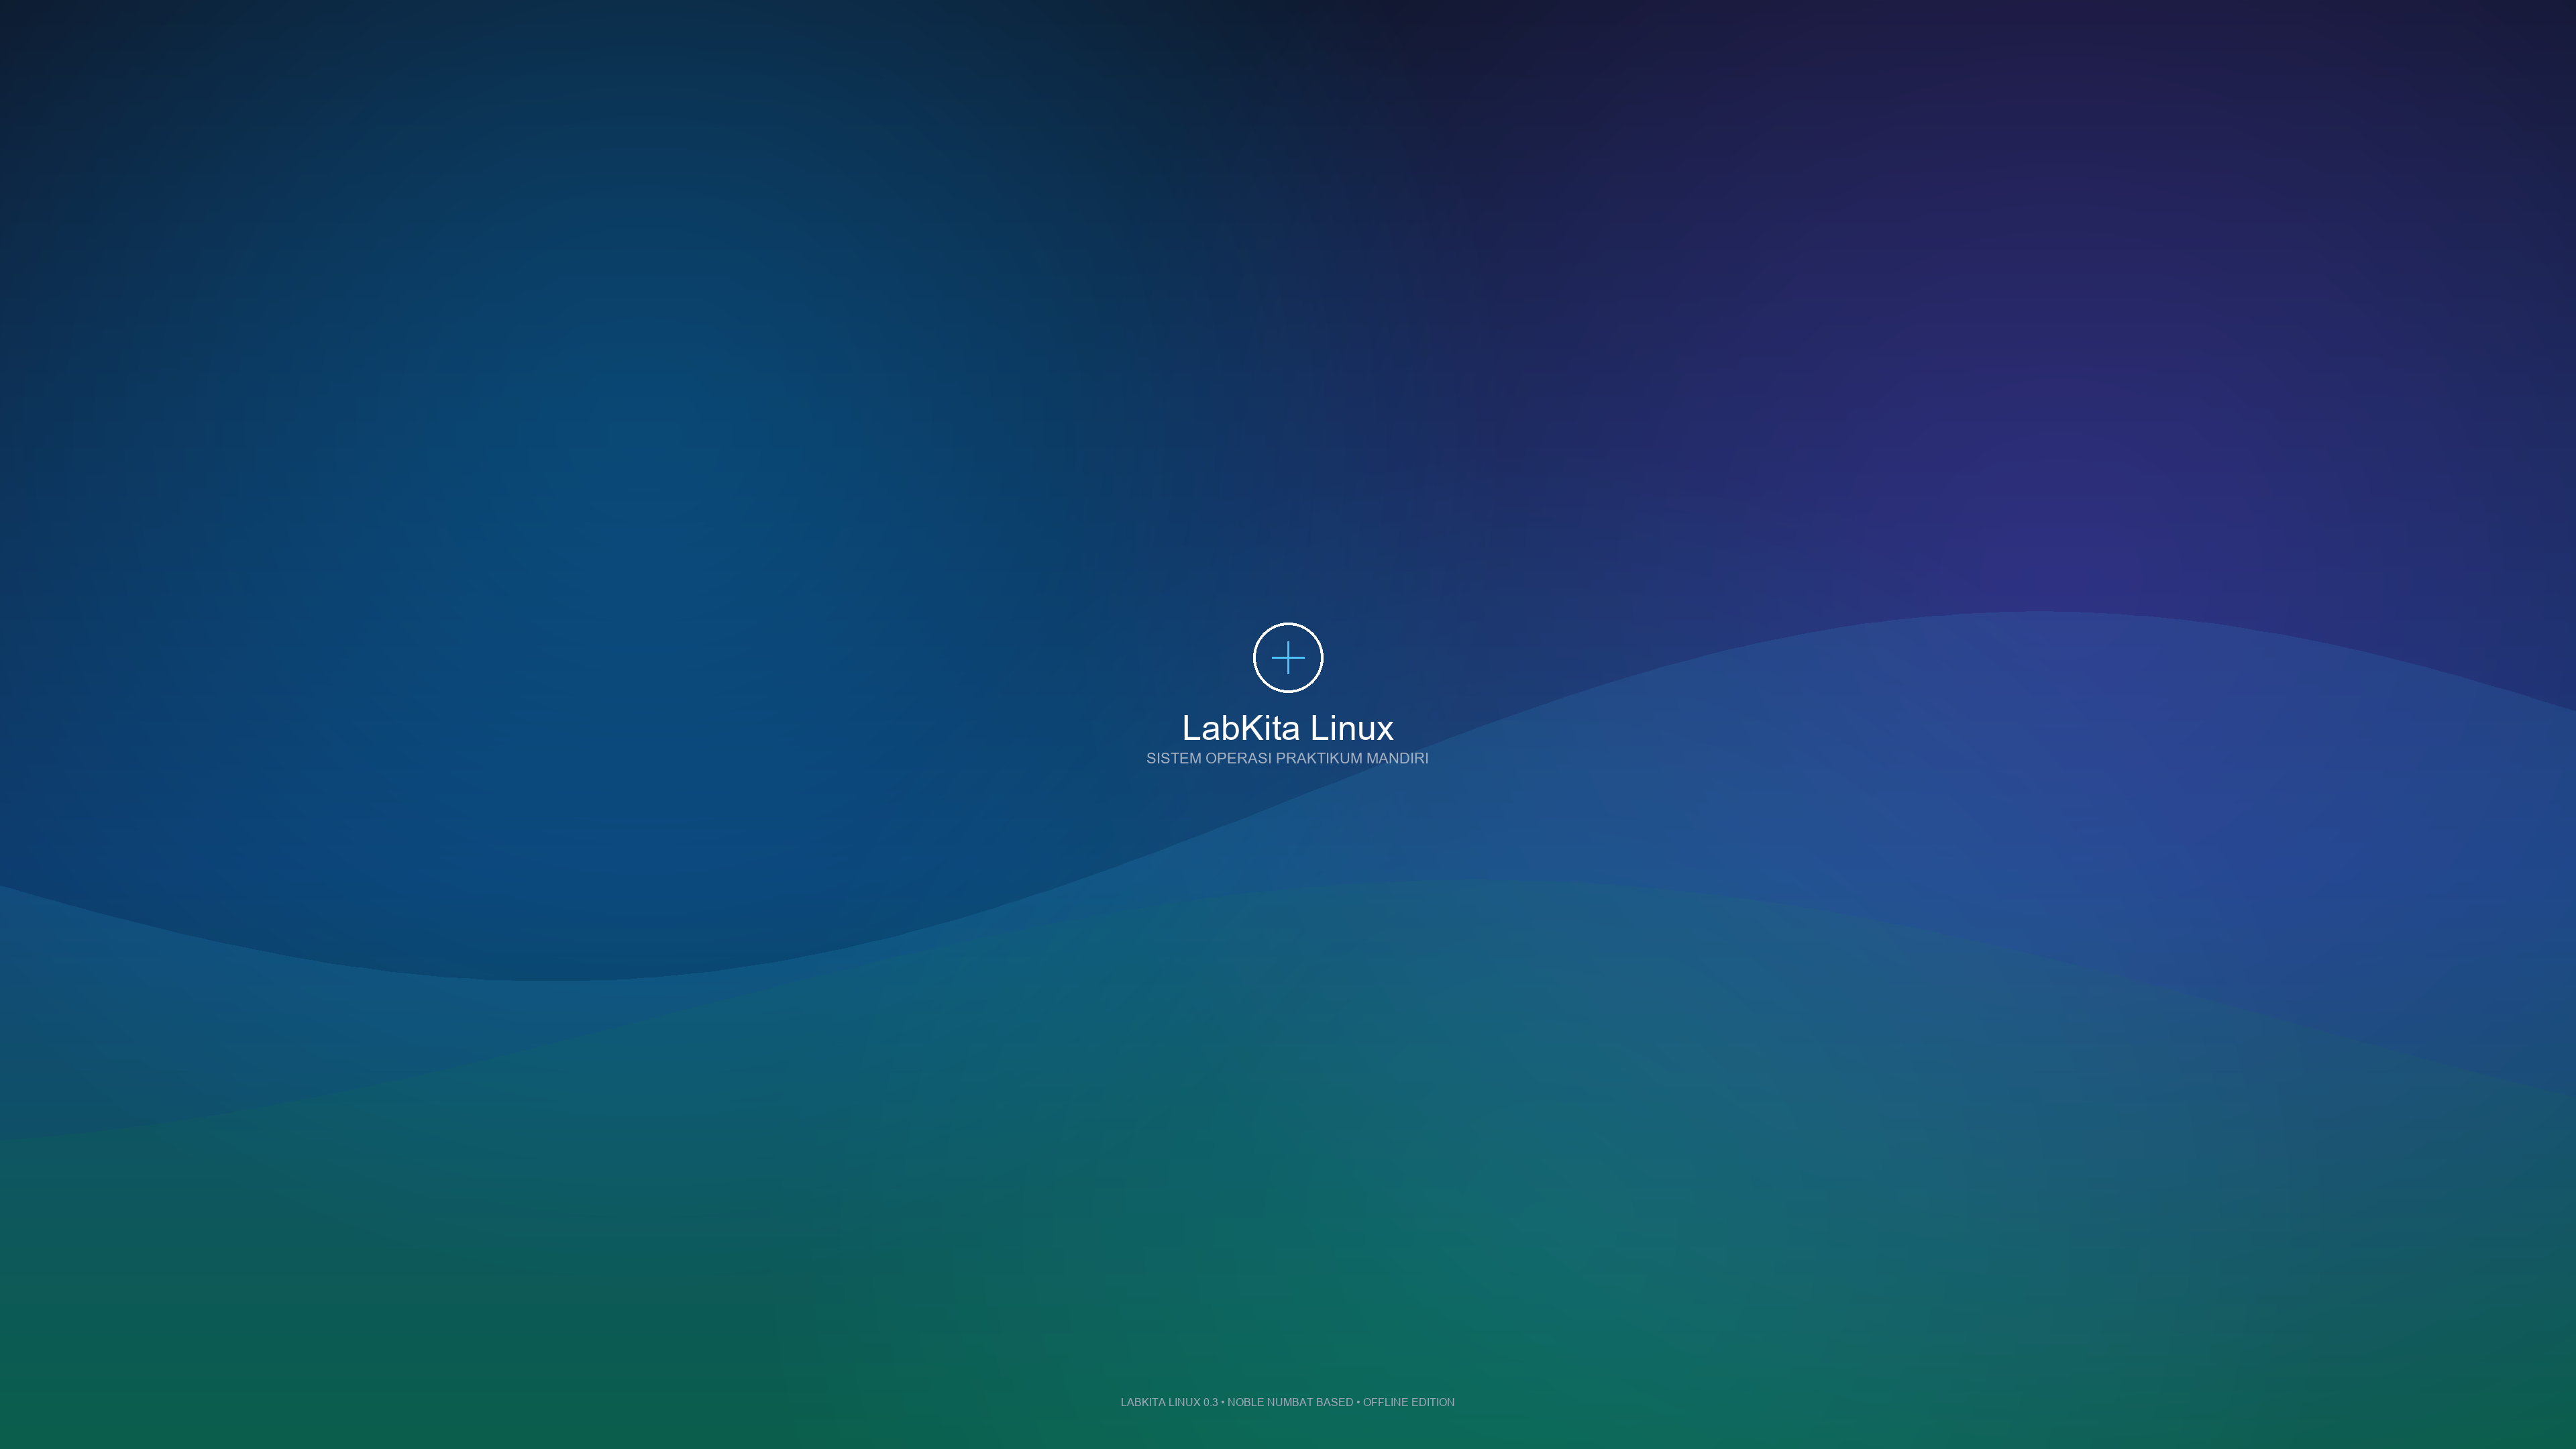 LabKita Linux
SISTEM OPERASI PRAKTIKUM MANDIRI
LABKITA LINUX 0.3 • NOBLE NUMBAT BASED • OFFLINE EDITION